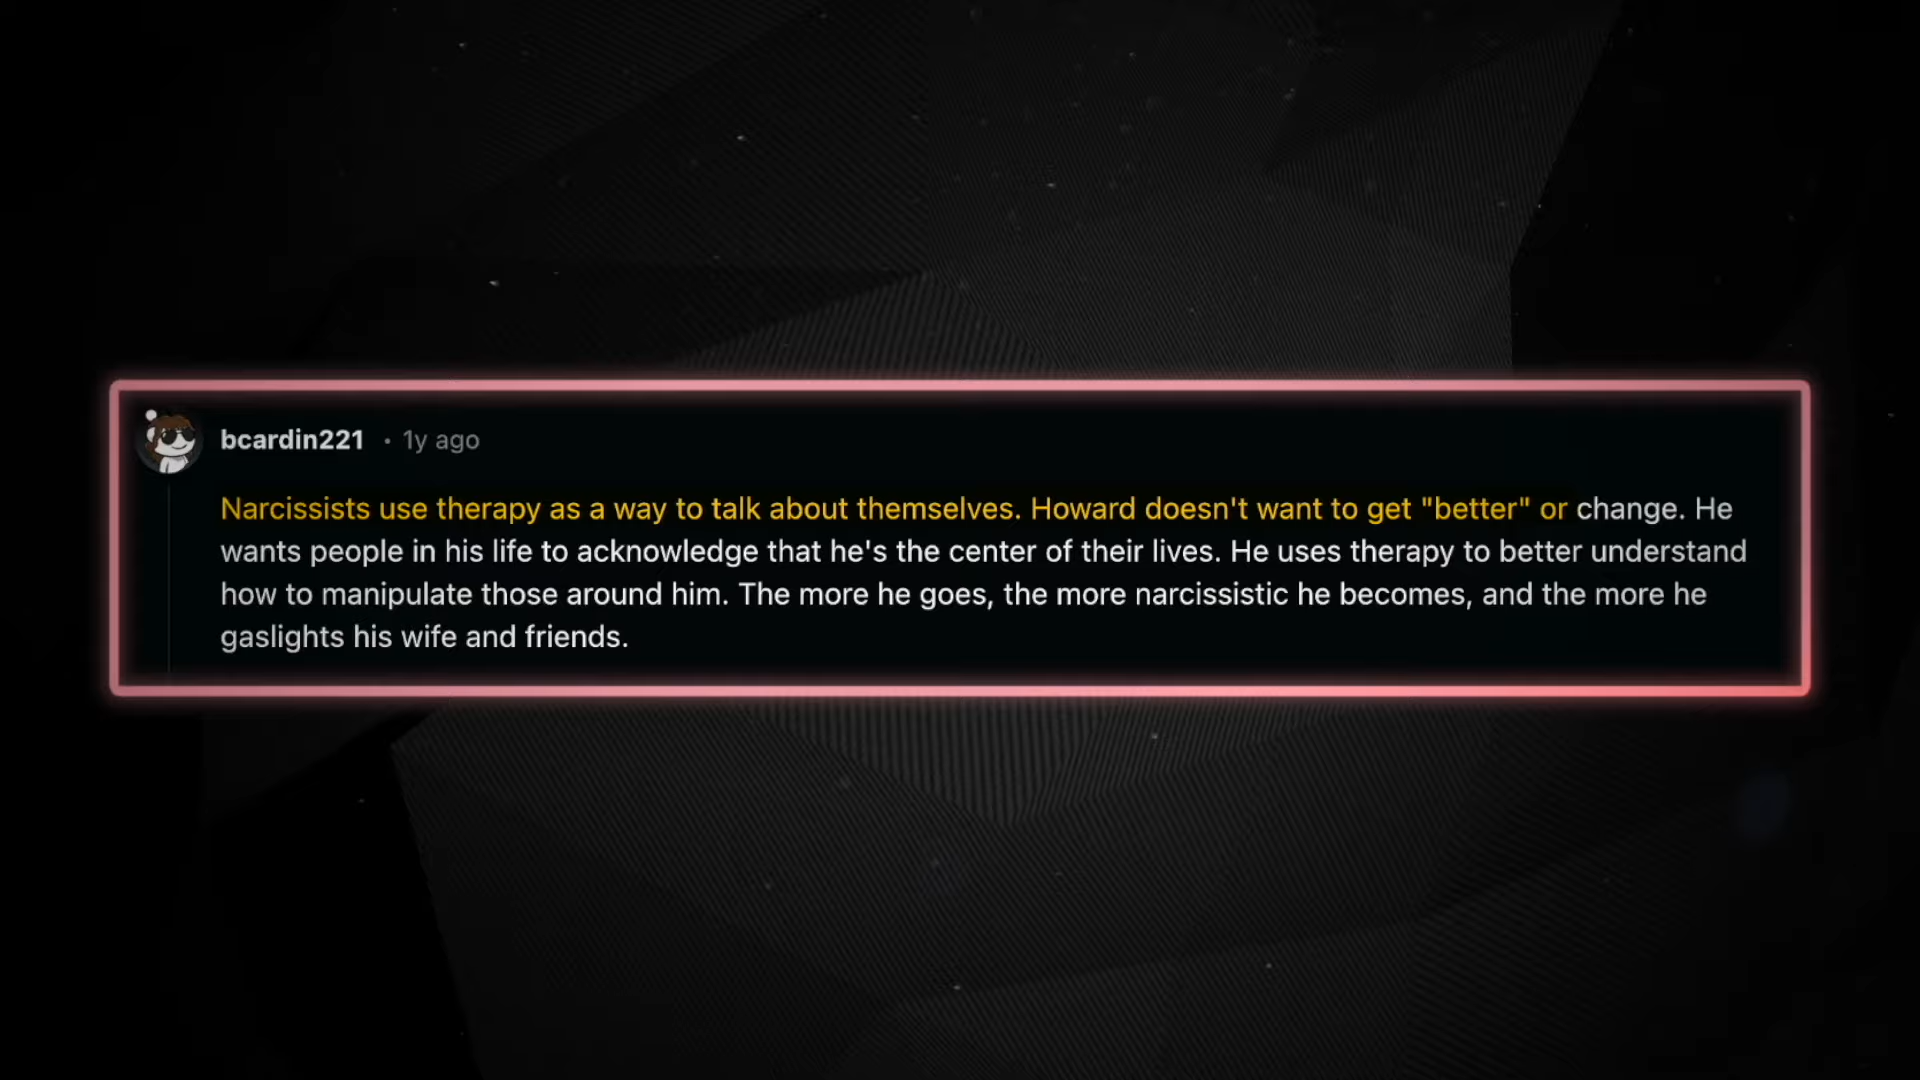 bcardin221 • 1y ago
Narcissists use therapy as a way to talk about themselves. Howard doesn't want to get "better" or change. He
wants people in his life to acknowledge that he's the center of their lives. He uses therapy to better understand
how to manipulate those around him. The more he goes, the more narcissistic he becomes, and the more he
gaslights his wife and friends.